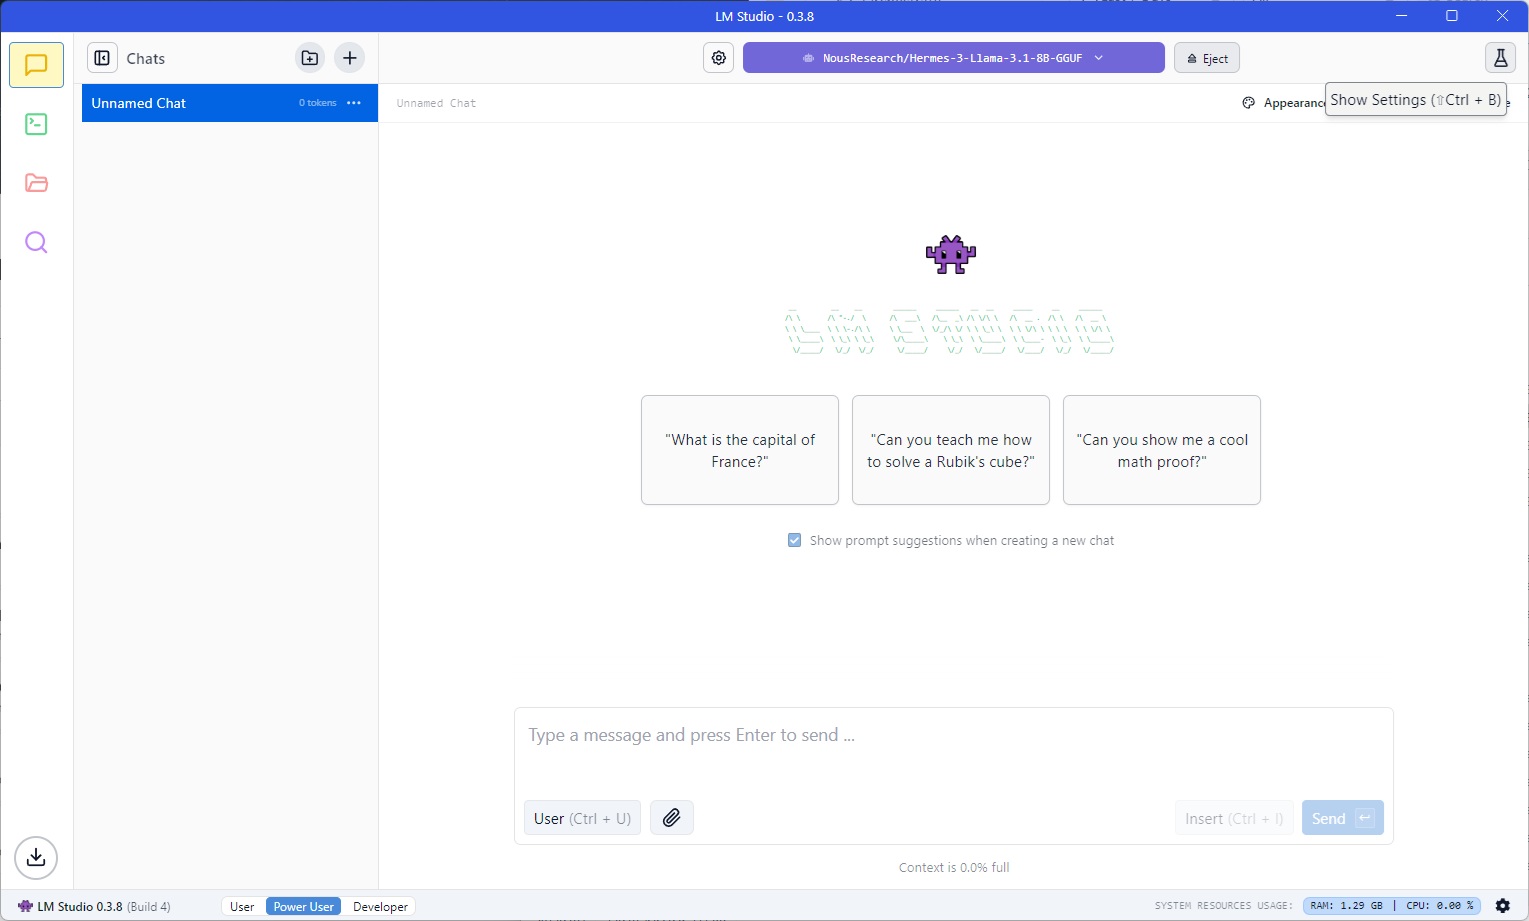 LM Studio - 0.3.8
Chats
NousResearch/Hermes-3-Llama-3.1-8B-GGUF
Eject
Unnamed Chat
0 tokens
Unnamed Chat
Appearance
Show Settings (⇧Ctrl + B)
LM STUDIO
"What is the capital of
France?"
"Can you teach me how
to solve a Rubik's cube?"
"Can you show me a cool
math proof?"
Show prompt suggestions when creating a new chat
Type a message and press Enter to send ...
User (Ctrl + U)
Insert (Ctrl + I)
Send
Context is 0.0% full
LM Studio 0.3.8 (Build 4)
User
Power User
Developer
SYSTEM RESOURCES USAGE:
RAM: 1.29 GB | CPU: 0.00 %